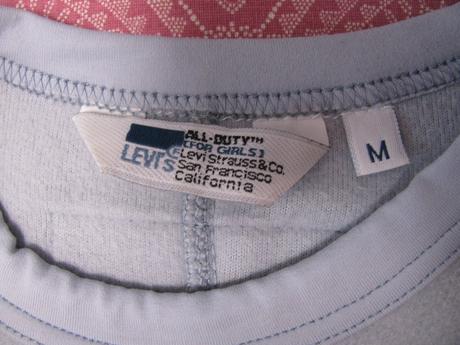 ALL-DUTY™
[FOR GIRLS]
LEVI'S
Levi Strauss & Co.
San Francisco
California
M